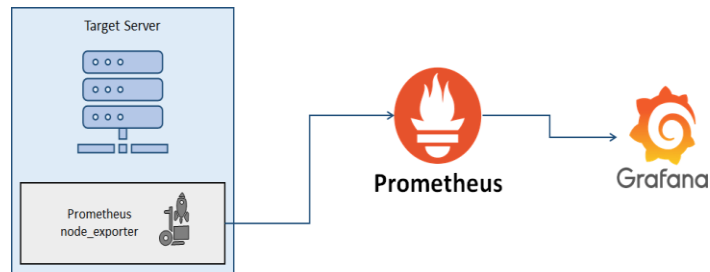 Target Server
Prometheus
node_exporter
Prometheus
Grafana